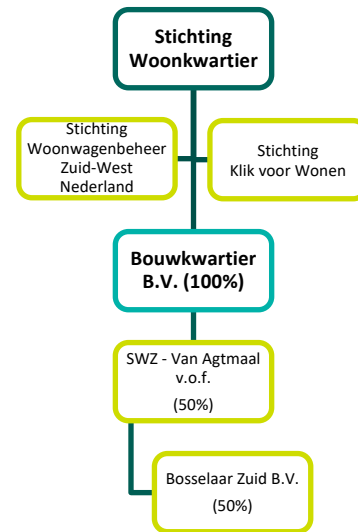 Stichting
Woonkwartier
Stichting
Woonwagenbeheer
Zuid-West
Nederland
Stichting
Klik voor Wonen
Bouwkwartier
B.V. (100%)
SWZ - Van Agtmaal
v.o.f.
(50%)
Bosselaar Zuid B.V.
(50%)